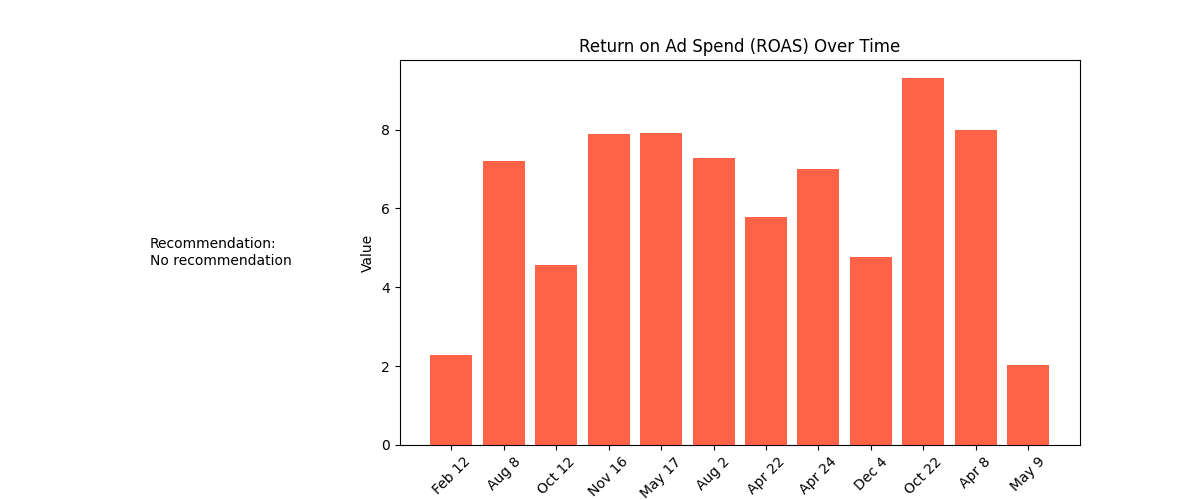 Return on Ad Spend (ROAS) Over Time
Recommendation:
No recommendation
Value
8
6
4
2
0
Feb 12
Aug 8
Oct 12
Nov 16
May 17
Aug 2
Apr 22
Apr 24
Dec 4
Oct 22
Apr 8
May 9